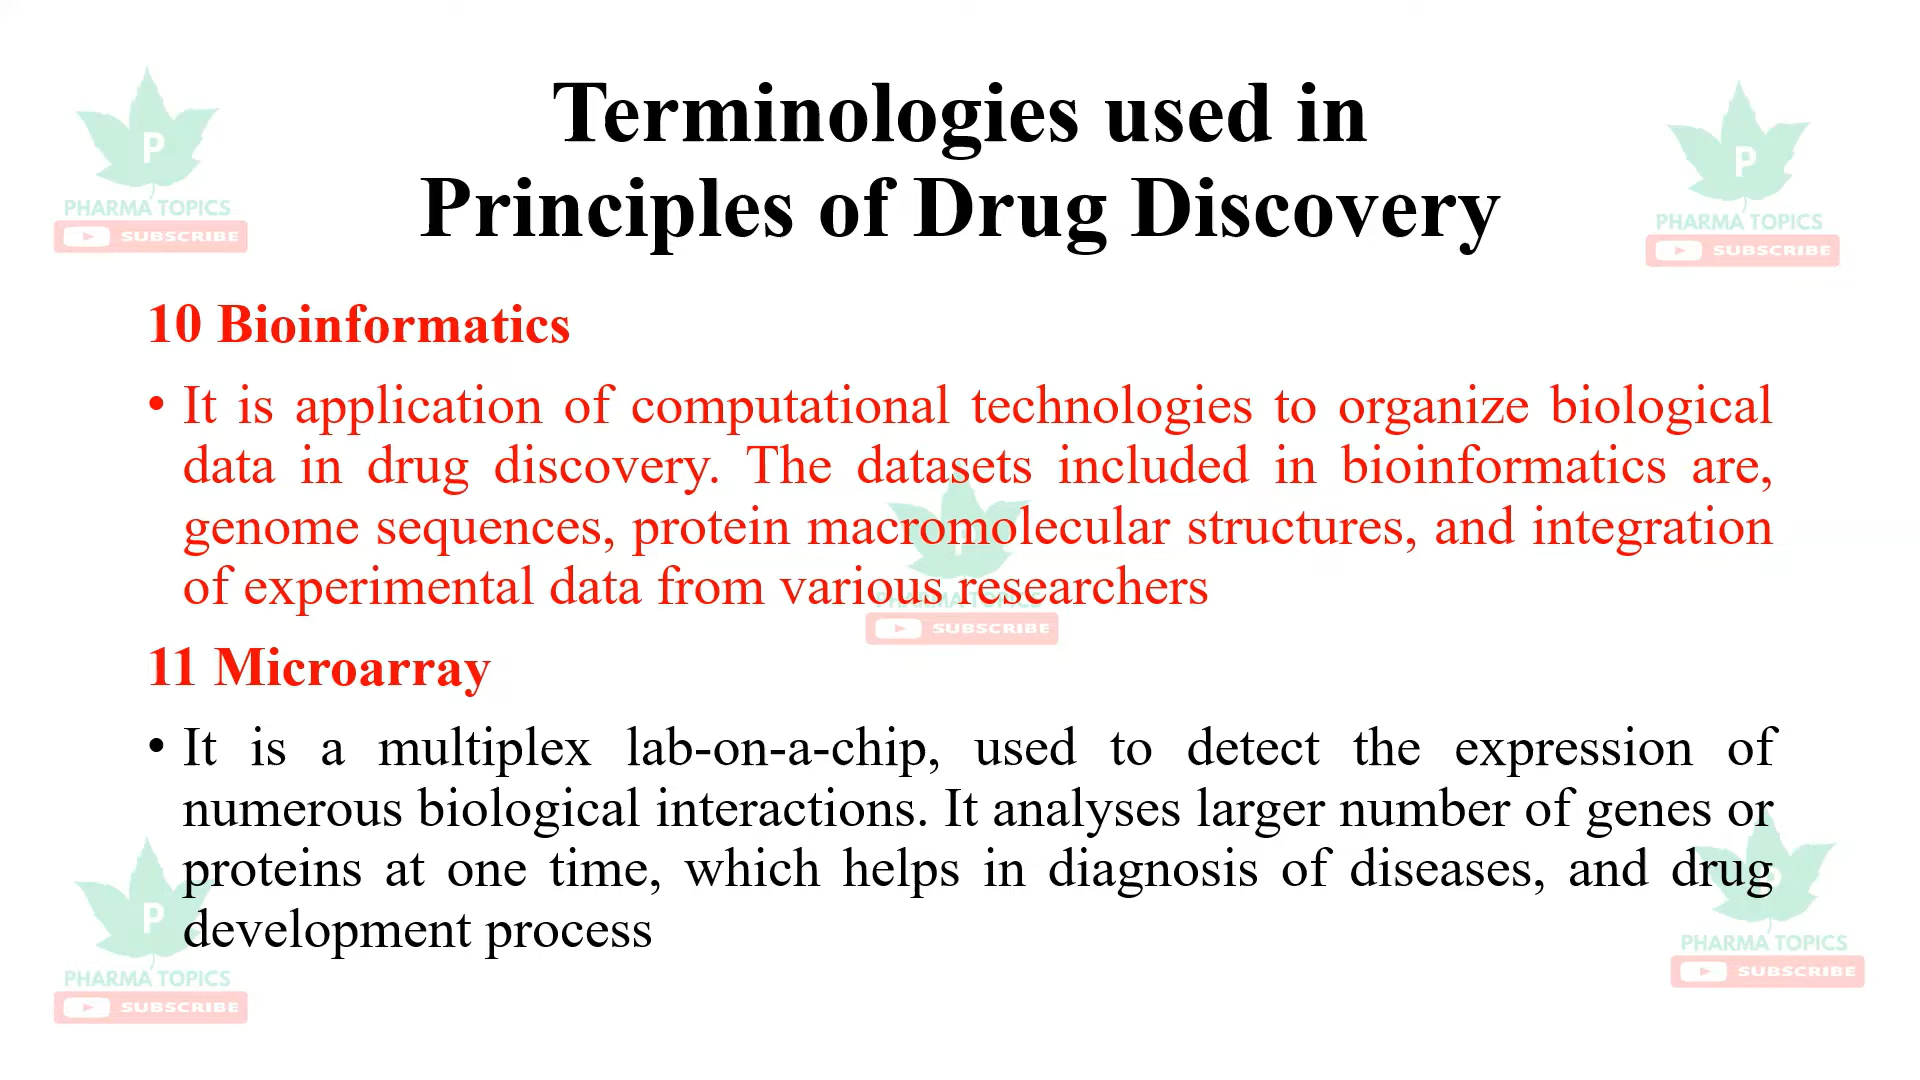 Terminologies used in
Principles of Drug Discovery
P
PHARMA TOPICS
SUBSCRIBE
P
PHARMA TOPICS
SUBSCRIBE
10 Bioinformatics
• It is application of computational technologies to organize biological
data in drug discovery. The datasets included in bioinformatics are,
genome sequences, protein macromolecular structures, and integration
of experimental data from various researchers
P
PHARMA TOPICS
SUBSCRIBE
11 Microarray
• It is a multiplex lab-on-a-chip, used to detect the expression of
numerous biological interactions. It analyses larger number of genes or
proteins at one time, which helps in diagnosis of diseases, and drug
development process
P
PHARMA TOPICS
SUBSCRIBE
P
PHARMA TOPICS
SUBSCRIBE